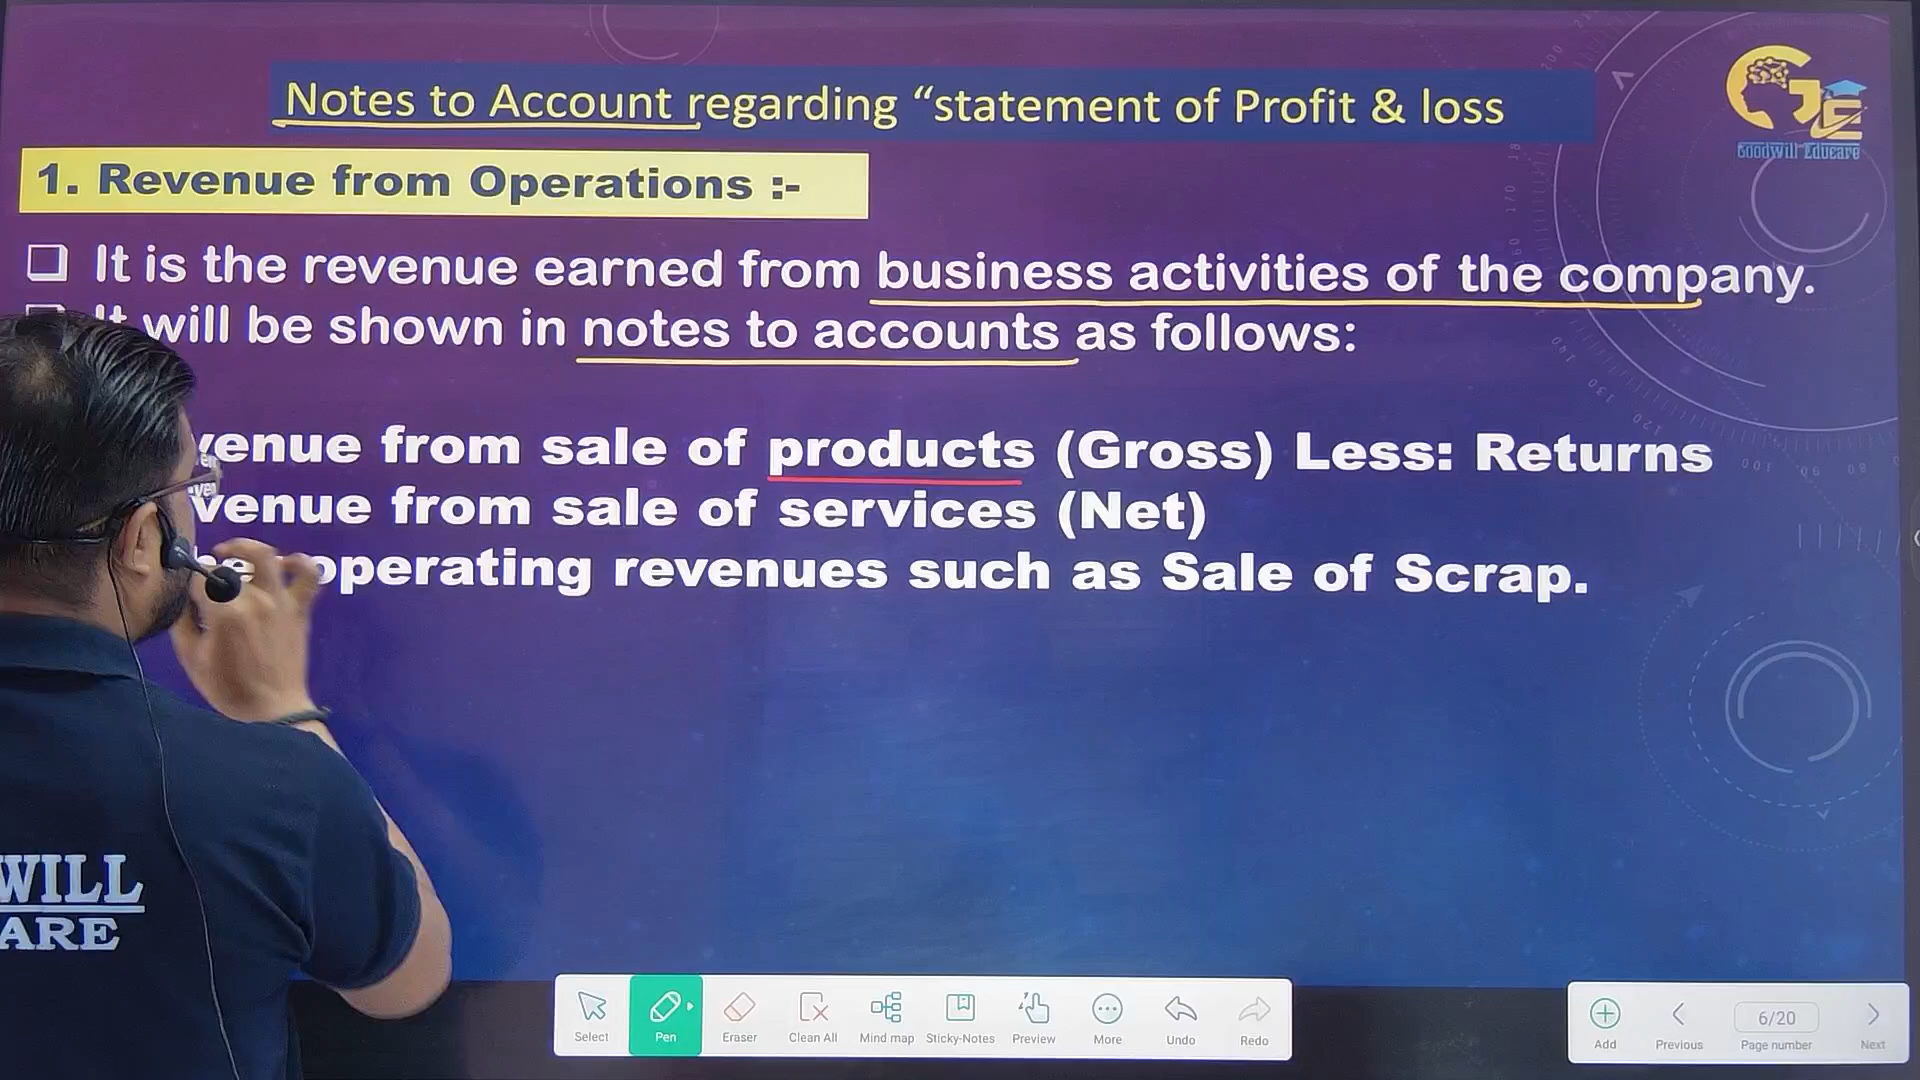 Notes to Account regarding “statement of Profit & loss
Goodwill Educare
1. Revenue from Operations :-
It is the revenue earned from business activities of the company.
It will be shown in notes to accounts as follows:
venue from sale of products (Gross) Less: Returns
venue from sale of services (Net)
operating revenues such as Sale of Scrap.
WILL
ARE
Select
Pen
Eraser
Clean All
Mind map
Sticky-Notes
Preview
More
Undo
Redo
Add
Previous
6/20
Page number
Next